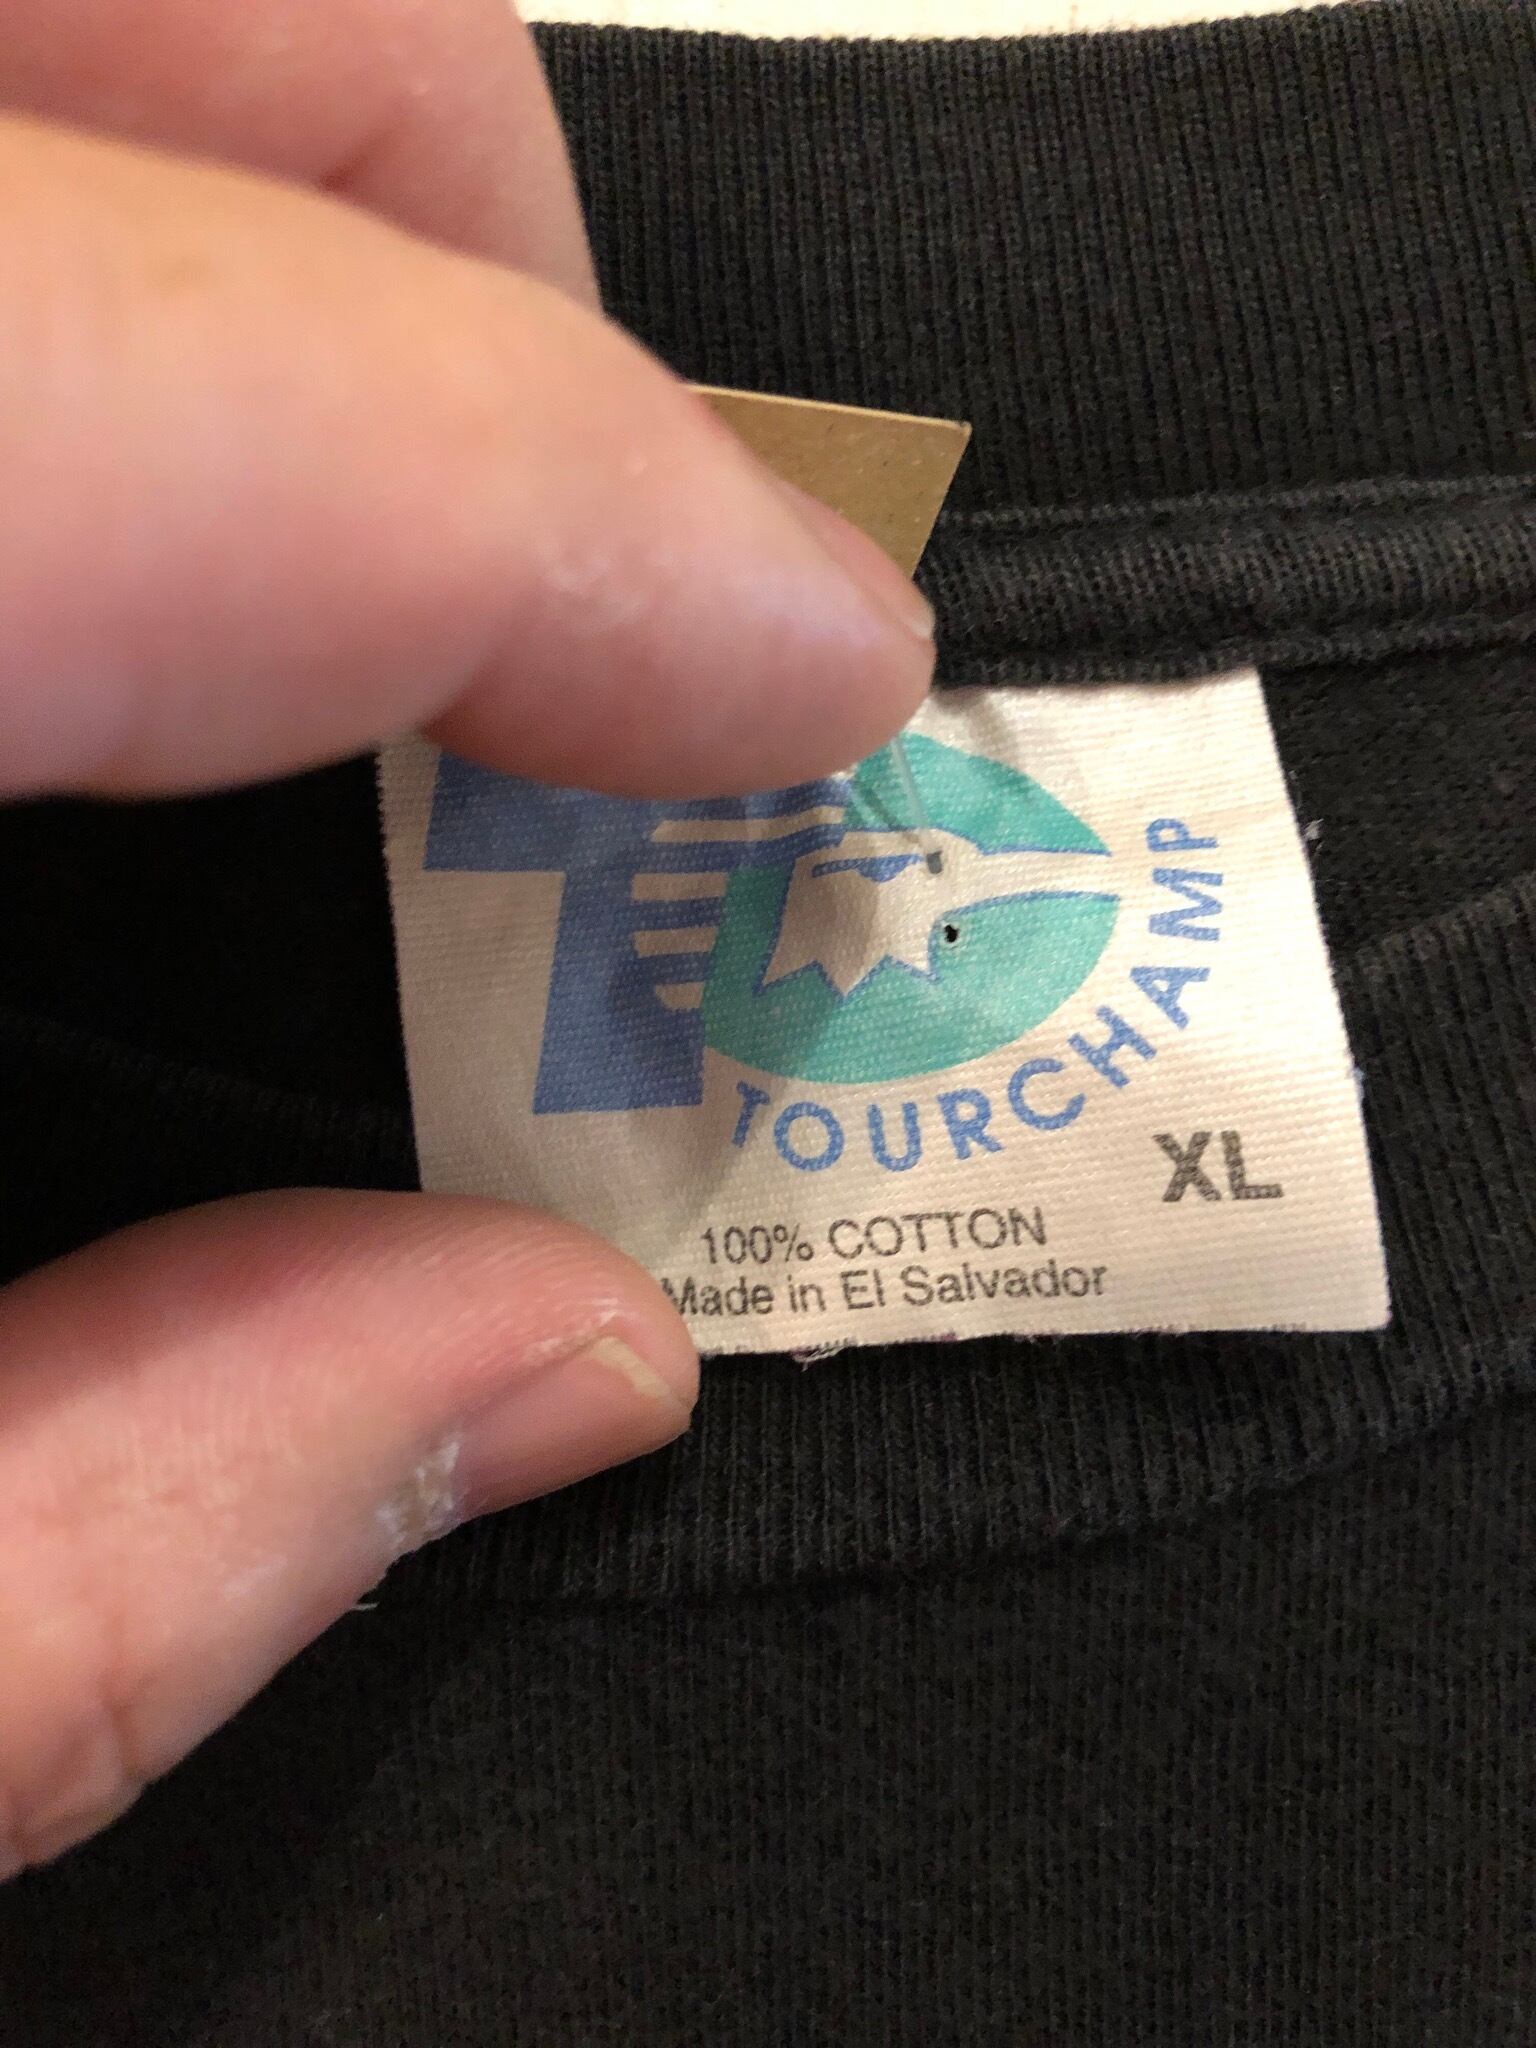 T
TOURCHAMP
XL
100% COTTON
Made in El Salvador